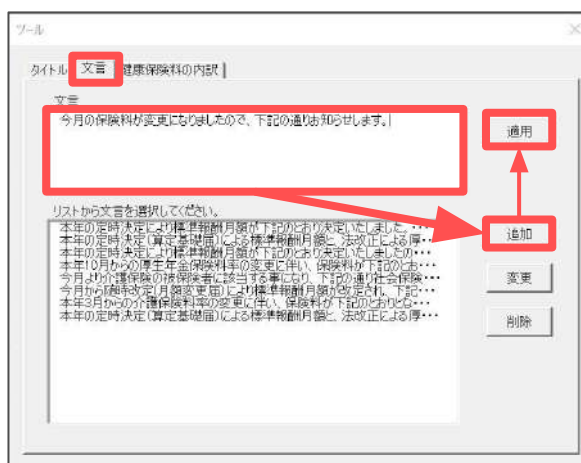 ツール
タイトル 文言 健康保険料の内訳
文言
今月の保険料が変更になりましたので、下記の通りお知らせします。
適用
リストから文言を選択してください。
本年の定時決定により標準報酬月額が下記のとおり決定いたしました。・・・
本年の定時決定(算定基礎届)による標準報酬月額と、法改正による厚・・・
本年の定時決定により標準報酬月額が下記のとおり決定いたしましたの・・・
本年10月からの厚生年金保険料率の変更に伴い、保険料が下記のとお・・・
今月より介護保険の被保険者に該当する事になり、下記の通り社会保険・・・
今月から随時改定(月額変更届)により標準報酬月額が改定され、下記・・・
本年3月からの介護保険料率の変更に伴い、保険料が下記のとおりとな・・・
本年の定時決定(算定基礎届)による標準報酬月額と、法改正による厚・・・
追加
変更
削除